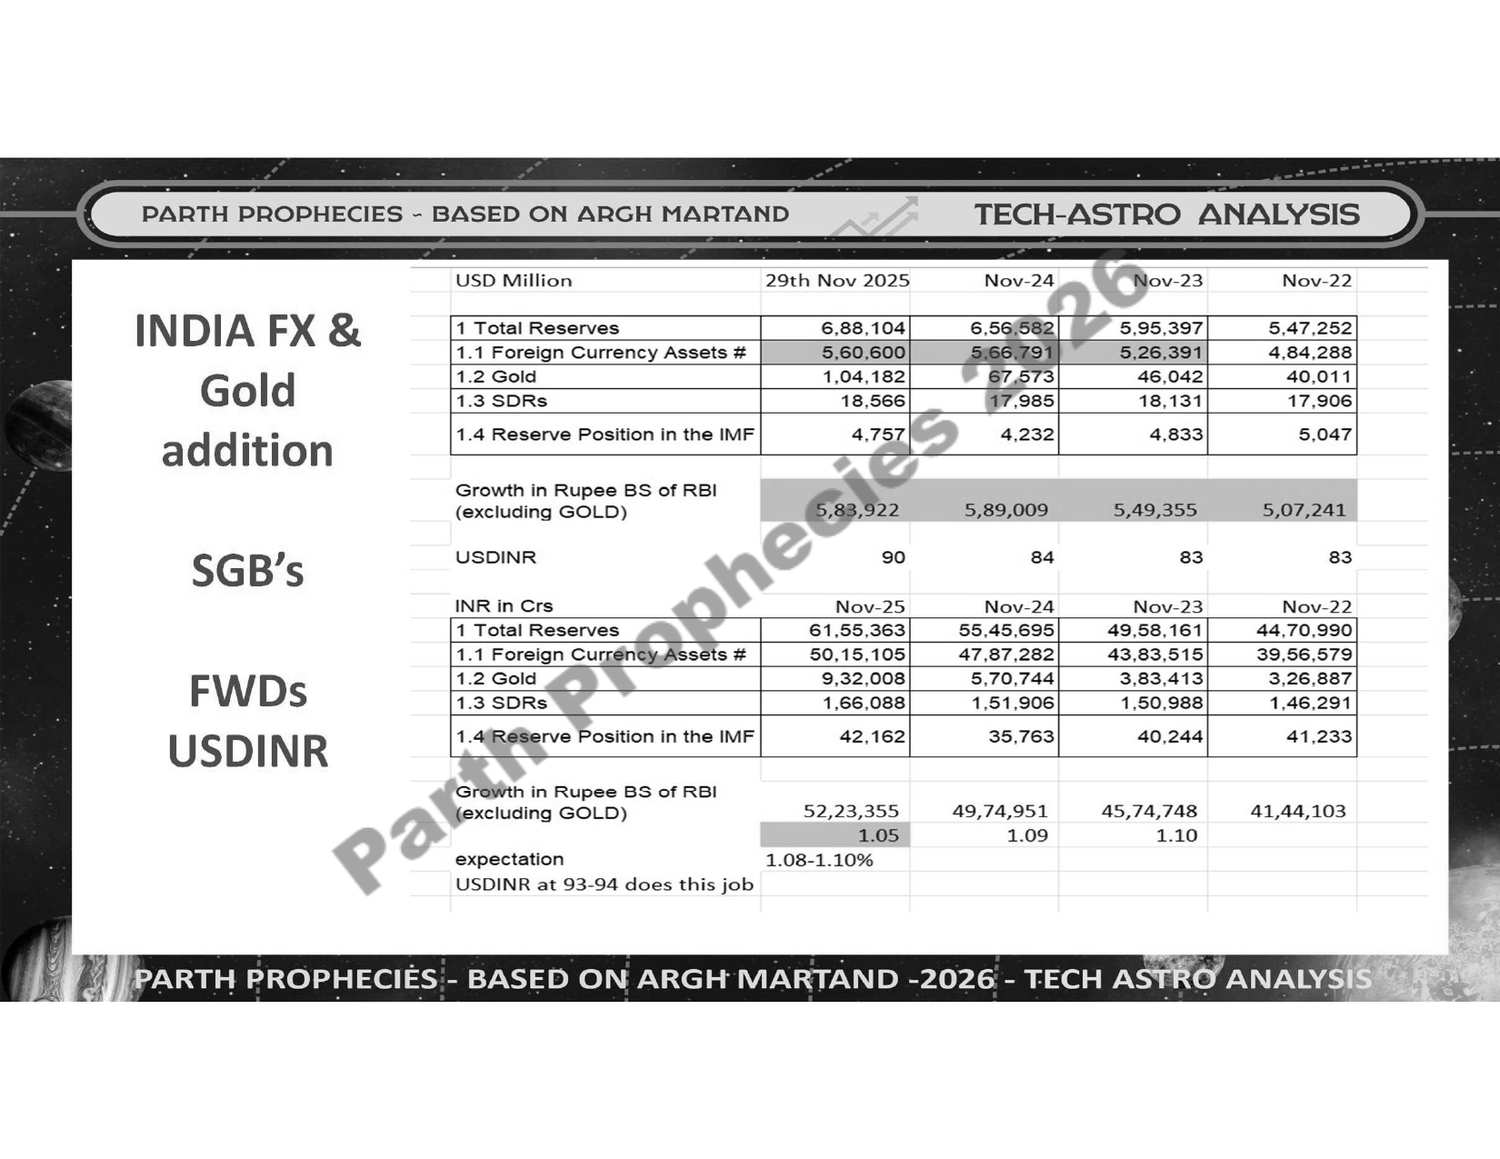 PARTH PROPHECIES ~ BASED ON ARGH MARTAND TECH-ASTRO ANALYSIS
INDIA FX &
Gold
addition
SGB’s
FWDs
USDINR
USD Million 29th Nov 2025 Nov-24 Nov-23 Nov-22
1 Total Reserves 6,88,104 6,56,582 5,95,397 5,47,252
1.1 Foreign Currency Assets # 5,60,600 5,66,791 5,26,391 4,84,288
1.2 Gold 1,04,182 67,573 46,042 40,011
1.3 SDRs 18,566 17,985 18,131 17,906
1.4 Reserve Position in the IMF 4,757 4,232 4,833 5,047
Growth in Rupee BS of RBI
(excluding GOLD) 5,83,922 5,89,009 5,49,355 5,07,241
USDINR 90 84 83 83
INR in Crs Nov-25 Nov-24 Nov-23 Nov-22
1 Total Reserves 61,55,363 55,45,695 49,58,161 44,70,990
1.1 Foreign Currency Assets # 50,15,105 47,87,282 43,83,515 39,56,579
1.2 Gold 9,32,008 5,70,744 3,83,413 3,26,887
1.3 SDRs 1,66,088 1,51,906 1,50,988 1,46,291
1.4 Reserve Position in the IMF 42,162 35,763 40,244 41,233
Growth in Rupee BS of RBI
(excluding GOLD) 52,23,355 49,74,951 45,74,748 41,44,103
1.05 1.09 1.10
expectation 1.08-1.10%
USDINR at 93-94 does this job
Parth Prophecies 2026
PARTH PROPHECIES - BASED ON ARGH MARTAND -2026 - TECH ASTRO ANALYSIS